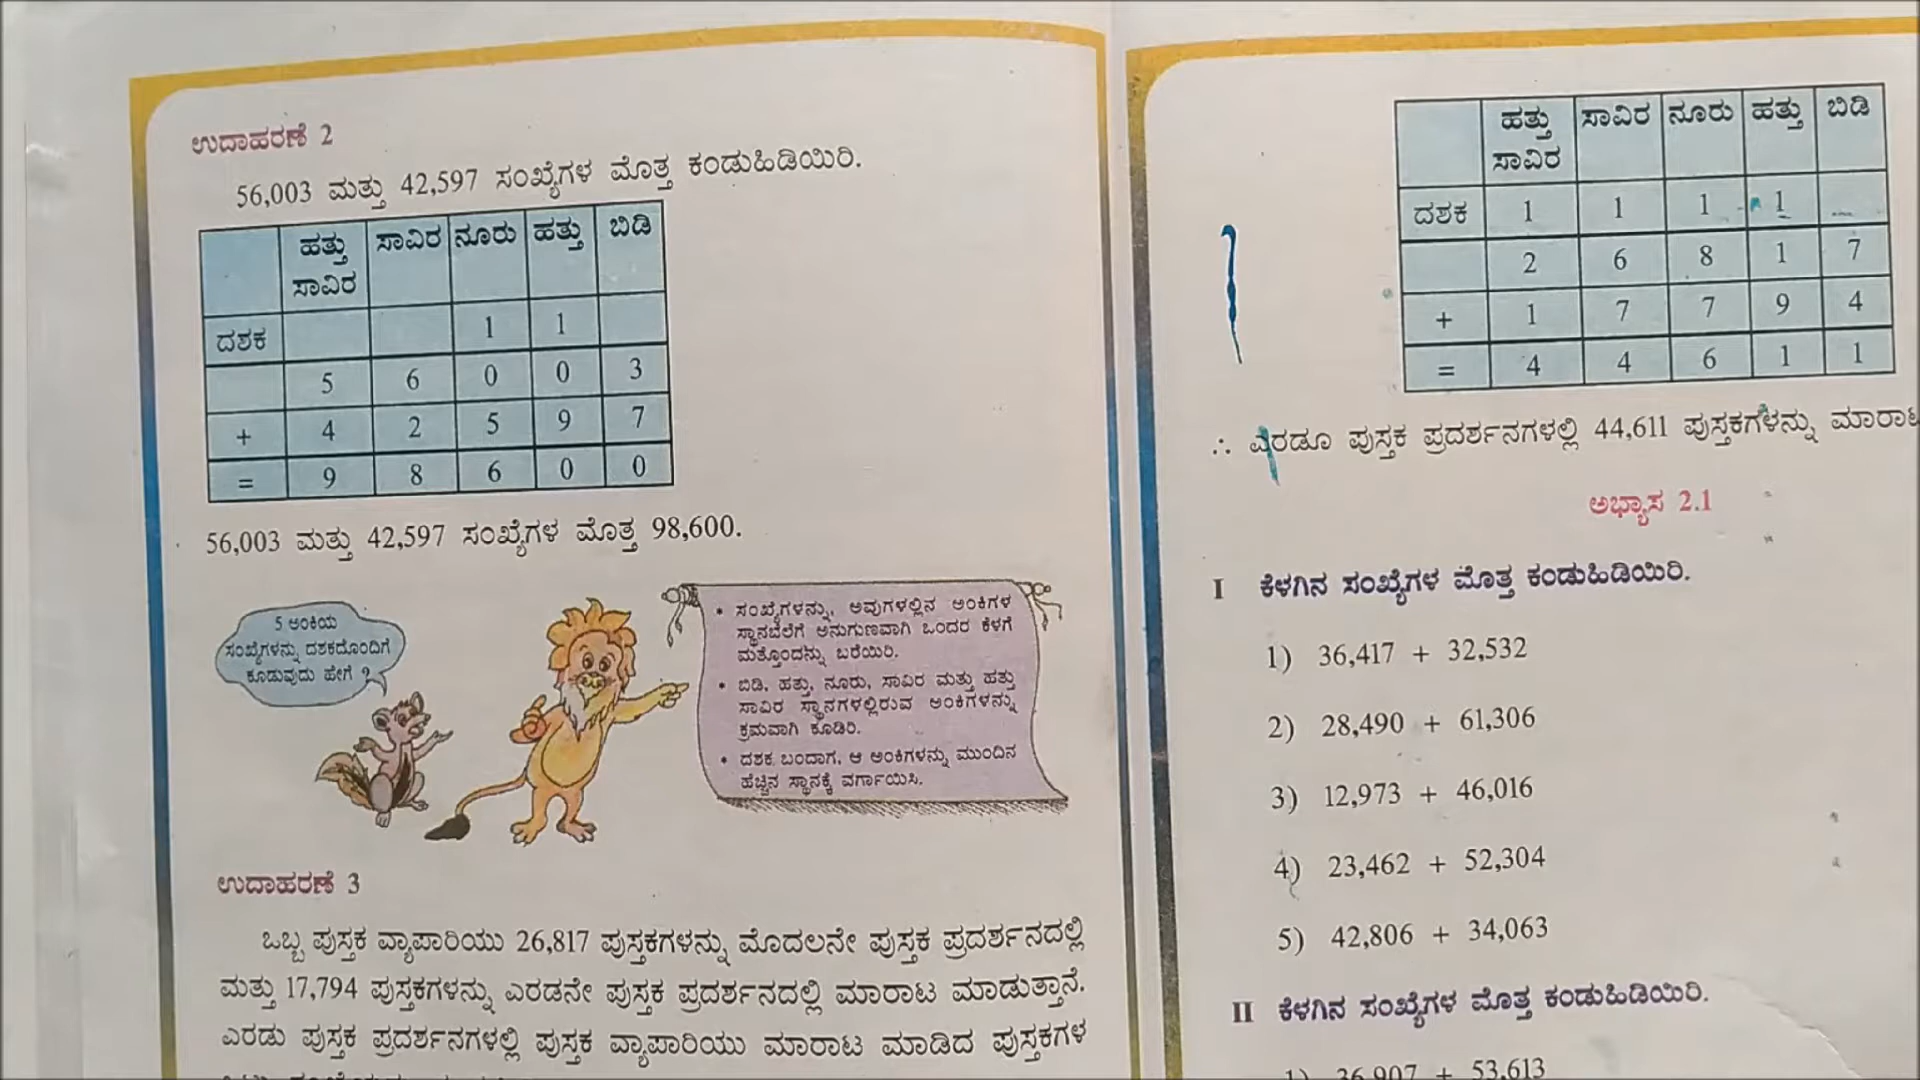 ಉದಾಹರಣೆ 2
56,003 ಮತ್ತು 42,597 ಸಂಖ್ಯೆಗಳ ಮೊತ್ತ ಕಂಡುಹಿಡಿಯಿರಿ.
ಹತ್ತು ಸಾವಿರ ಸಾವಿರ ನೂರು ಹತ್ತು ಬಿಡಿ
ದಶಕ 1 1
5 6 0 0 3
+ 4 2 5 9 7
= 9 8 6 0 0
56,003 ಮತ್ತು 42,597 ಸಂಖ್ಯೆಗಳ ಮೊತ್ತ 98,600.
5 ಅಂಕಿಯ
ಸಂಖ್ಯೆಗಳನ್ನು ದಶಕದೊಂದಿಗೆ
ಕೂಡುವುದು ಹೇಗೆ ?
• ಸಂಖ್ಯೆಗಳನ್ನು, ಅವುಗಳಲ್ಲಿನ ಅಂಕಿಗಳ
ಸ್ಥಾನಬೆಲೆಗೆ ಅನುಗುಣವಾಗಿ ಒಂದರ ಕೆಳಗೆ
ಮತ್ತೊಂದನ್ನು ಬರೆಯಿರಿ.
• ಬಿಡಿ, ಹತ್ತು, ನೂರು, ಸಾವಿರ ಮತ್ತು ಹತ್ತು
ಸಾವಿರ ಸ್ಥಾನಗಳಲ್ಲಿರುವ ಅಂಕಿಗಳನ್ನು
ಕ್ರಮವಾಗಿ ಕೂಡಿರಿ.
• ದಶಕ ಬಂದಾಗ, ಆ ಅಂಕಿಗಳನ್ನು ಮುಂದಿನ
ಹೆಚ್ಚಿನ ಸ್ಥಾನಕ್ಕೆ ವರ್ಗಾಯಿಸಿ.
ಉದಾಹರಣೆ 3
ಒಬ್ಬ ಪುಸ್ತಕ ವ್ಯಾಪಾರಿಯು 26,817 ಪುಸ್ತಕಗಳನ್ನು ಮೊದಲನೇ ಪುಸ್ತಕ ಪ್ರದರ್ಶನದಲ್ಲಿ
ಮತ್ತು 17,794 ಪುಸ್ತಕಗಳನ್ನು ಎರಡನೇ ಪುಸ್ತಕ ಪ್ರದರ್ಶನದಲ್ಲಿ ಮಾರಾಟ ಮಾಡುತ್ತಾನೆ.
ಎರಡು ಪುಸ್ತಕ ಪ್ರದರ್ಶನಗಳಲ್ಲಿ ಪುಸ್ತಕ ವ್ಯಾಪಾರಿಯು ಮಾರಾಟ ಮಾಡಿದ ಪುಸ್ತಕಗಳ
ಹತ್ತು ಸಾವಿರ ಸಾವಿರ ನೂರು ಹತ್ತು ಬಿಡಿ
ದಶಕ 1 1 1 1
2 6 8 1 7
+ 1 7 7 9 4
= 4 4 6 1 1
∴ ಎರಡೂ ಪುಸ್ತಕ ಪ್ರದರ್ಶನಗಳಲ್ಲಿ 44,611 ಪುಸ್ತಕಗಳನ್ನು ಮಾರಾಟ
ಅಭ್ಯಾಸ 2.1
I ಕೆಳಗಿನ ಸಂಖ್ಯೆಗಳ ಮೊತ್ತ ಕಂಡುಹಿಡಿಯಿರಿ.
1) 36,417 + 32,532
2) 28,490 + 61,306
3) 12,973 + 46,016
4) 23,462 + 52,304
5) 42,806 + 34,063
II ಕೆಳಗಿನ ಸಂಖ್ಯೆಗಳ ಮೊತ್ತ ಕಂಡುಹಿಡಿಯಿರಿ.
1) 36,907 + 53,613